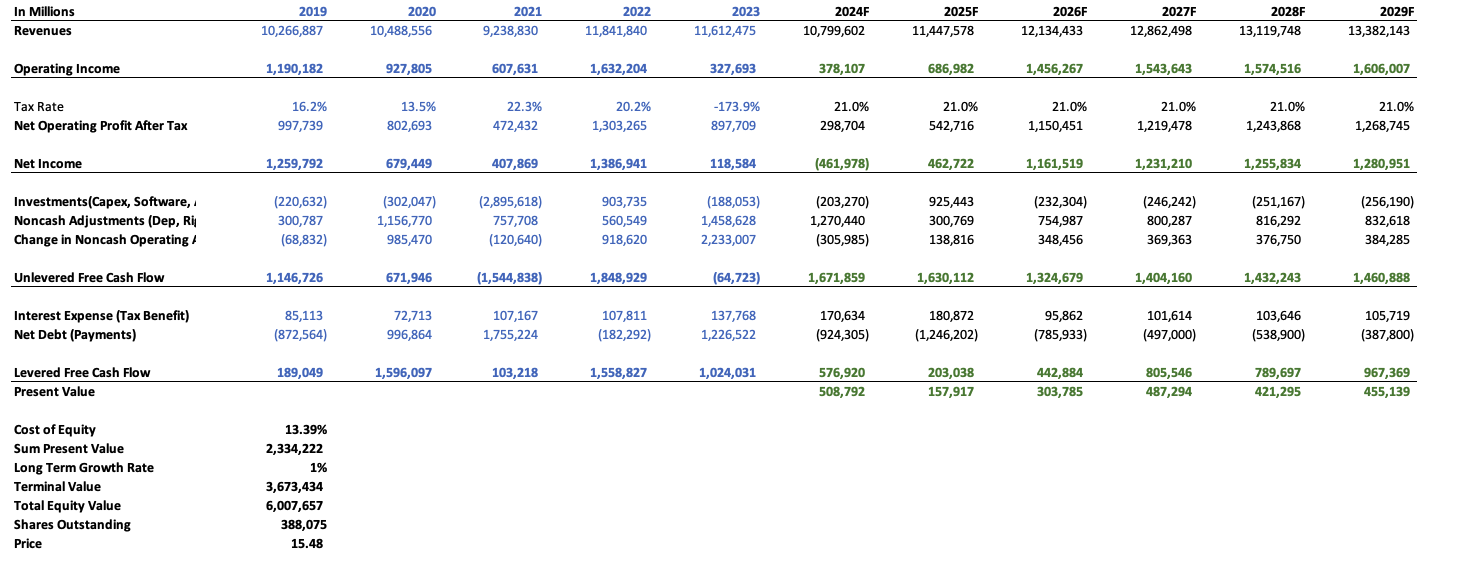 In Millions 2019 2020 2021 2022 2023 2024F 2025F 2026F 2027F 2028F 2029F
Revenues 10,266,887 10,488,556 9,238,830 11,841,840 11,612,475 10,799,602 11,447,578 12,134,433 12,862,498 13,119,748 13,382,143
Operating Income 1,190,182 927,805 607,631 1,632,204 327,693 378,107 686,982 1,456,267 1,543,643 1,574,516 1,606,007
Tax Rate 16.2% 13.5% 22.3% 20.2% -173.9% 21.0% 21.0% 21.0% 21.0% 21.0% 21.0%
Net Operating Profit After Tax 997,739 802,693 472,432 1,303,265 897,709 298,704 542,716 1,150,451 1,219,478 1,243,868 1,268,745
Net Income 1,259,792 679,449 407,869 1,386,941 118,584 (461,978) 462,722 1,161,519 1,231,210 1,255,834 1,280,951
Investments(Capex, Software, (220,632) (302,047) (2,895,618) 903,735 (188,053) (203,270) 925,443 (232,304) (246,242) (251,167) (256,190)
Noncash Adjustments (Dep, 300,787 1,156,770 757,708 560,549 1,458,628 1,270,440 300,769 754,987 800,287 816,292 832,618
Change in Noncash Operating (68,832) 985,470 (120,640) 918,620 2,233,007 (305,985) 138,816 348,456 369,363 376,750 384,285
Unlevered Free Cash Flow 1,146,726 671,946 (1,544,838) 1,848,929 (64,723) 1,671,859 1,630,112 1,324,679 1,404,160 1,432,243 1,460,888
Interest Expense (Tax Benefit) 85,113 72,713 107,167 107,811 137,768 170,634 180,872 95,862 101,614 103,646 105,719
Net Debt (Payments) (872,564) 996,864 1,755,224 (182,292) 1,226,522 (924,305) (1,246,202) (785,933) (497,000) (538,900) (387,800)
Levered Free Cash Flow 189,049 1,596,097 103,218 1,558,827 1,024,031 576,920 203,038 442,884 805,546 789,697 967,369
Present Value 508,792 157,917 303,785 487,294 421,295 455,139
Cost of Equity 13.39%
Sum Present Value 2,334,222
Long Term Growth Rate 1%
Terminal Value 3,673,434
Total Equity Value 6,007,657
Shares Outstanding 388,075
Price 15.48